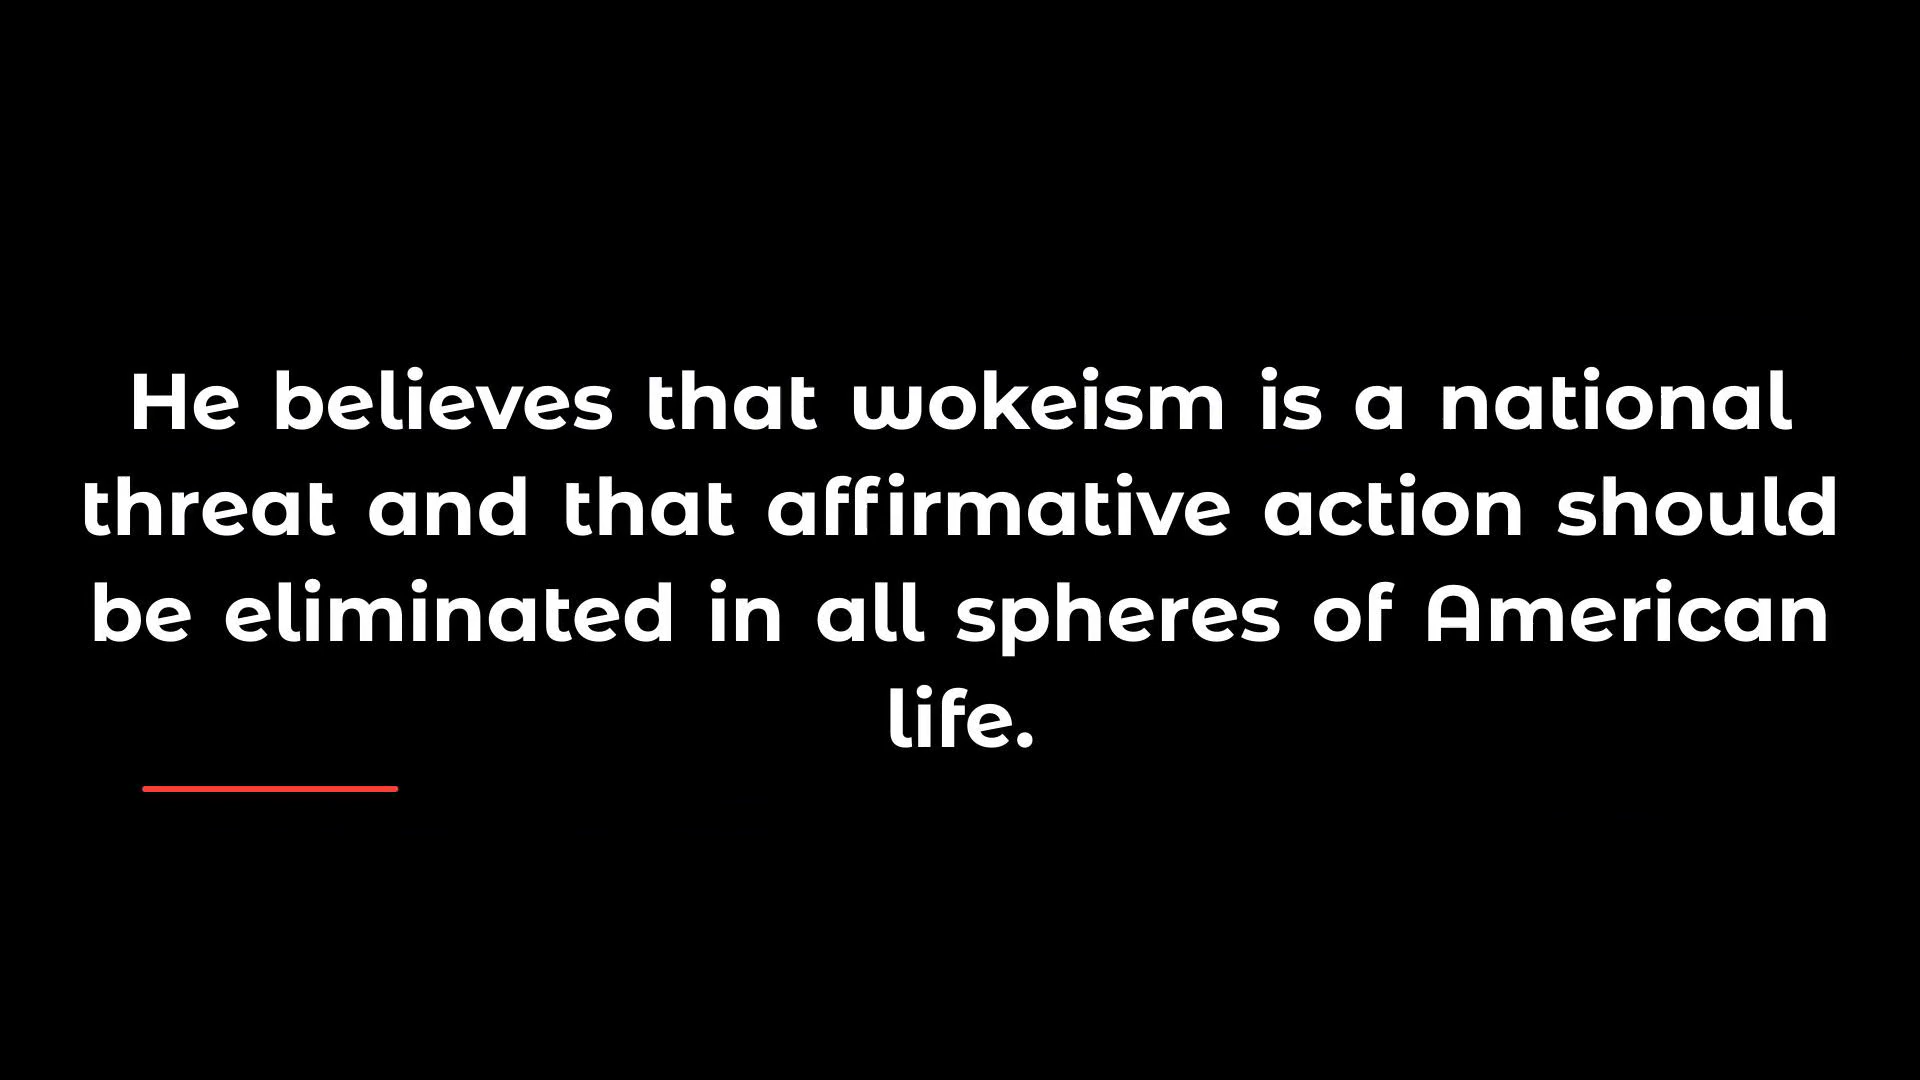 He believes that wokeism is a national
threat and that affirmative action should
be eliminated in all spheres of American
life.